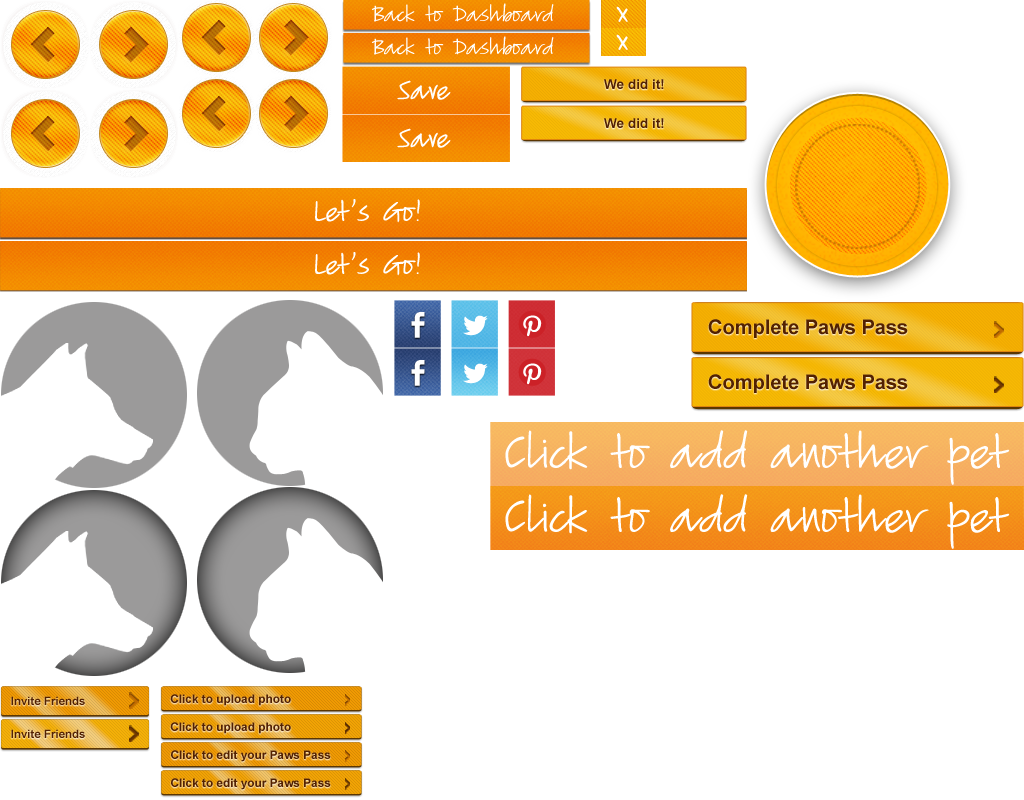 Back to Dashboard
Back to Dashboard
X
X
Save
Save
We did it!
We did it!
Let's Go!
Let's Go!
f
f
Complete Paws Pass
Complete Paws Pass
Click to add another pet
Click to add another pet
Invite Friends
Invite Friends
Click to upload photo
Click to upload photo
Click to edit your Paws Pass
Click to edit your Paws Pass